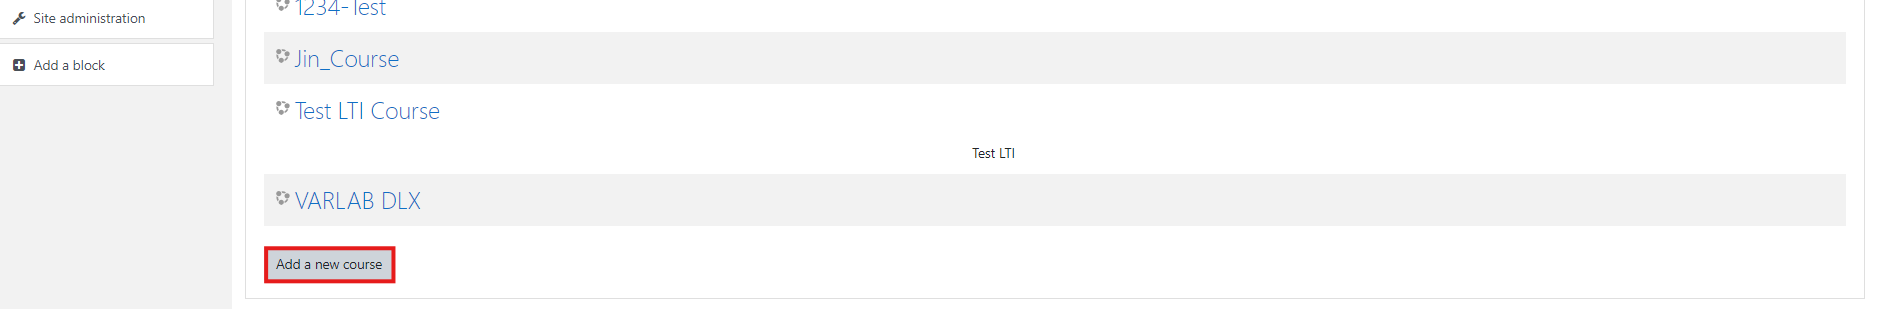 Site administration
Add a block
1234-Test
Jin_Course
Test LTI Course
Test LTI
VARLAB DLX
Add a new course